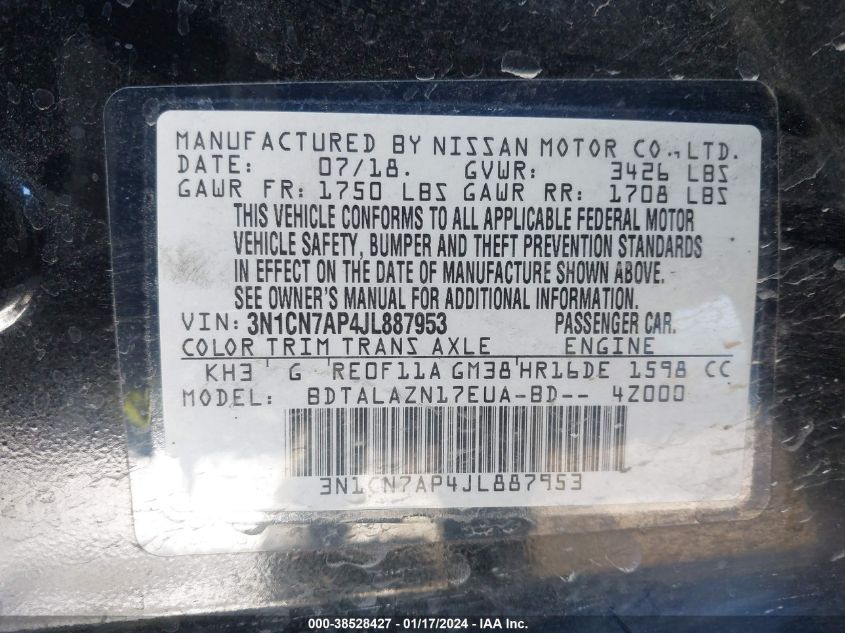 MANUFACTURED BY NISSAN MOTOR CO., LTD.
DATE: 07/18. GVWR: 3426 LBS
GAWR FR: 1750 LBS GAWR RR: 1708 LBS
THIS VEHICLE CONFORMS TO ALL APPLICABLE FEDERAL MOTOR
VEHICLE SAFETY, BUMPER AND THEFT PREVENTION STANDARDS
IN EFFECT ON THE DATE OF MANUFACTURE SHOWN ABOVE.
SEE OWNER'S MANUAL FOR ADDITIONAL INFORMATION.
VIN: 3N1CN7AP4JL887953 PASSENGER CAR.
COLOR TRIM TRANS AXLE ENGINE
KH3 G RE0F11A GM38 HR16DE 1598 CC
MODEL: BDTALAZN17EUA-BD-- 4Z000
3N1CN7AP4JL887953
000-38528427 - 01/17/2024 - IAA Inc.